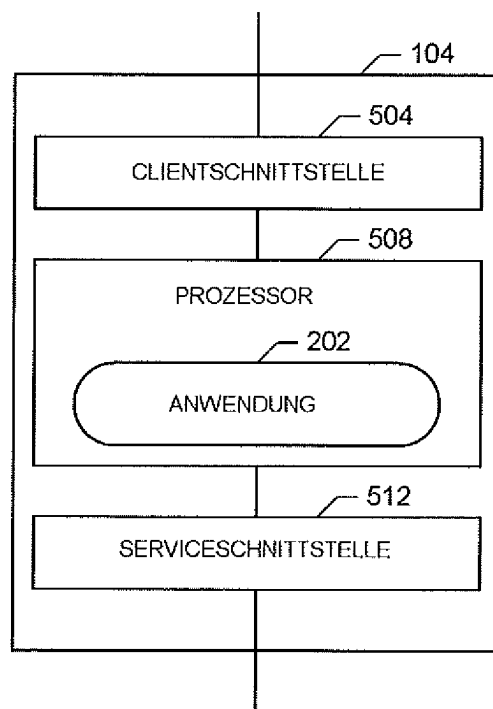 104
504
CLIENTSCHNITTSTELLE
508
PROZESSOR
202
ANWENDUNG
512
SERVICESCHNITTSTELLE